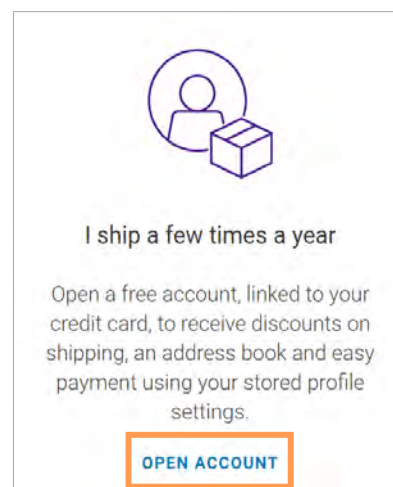 I ship a few times a year
Open a free account, linked to your
credit card, to receive discounts on
shipping, an address book and easy
payment using your stored profile
settings.
OPEN ACCOUNT